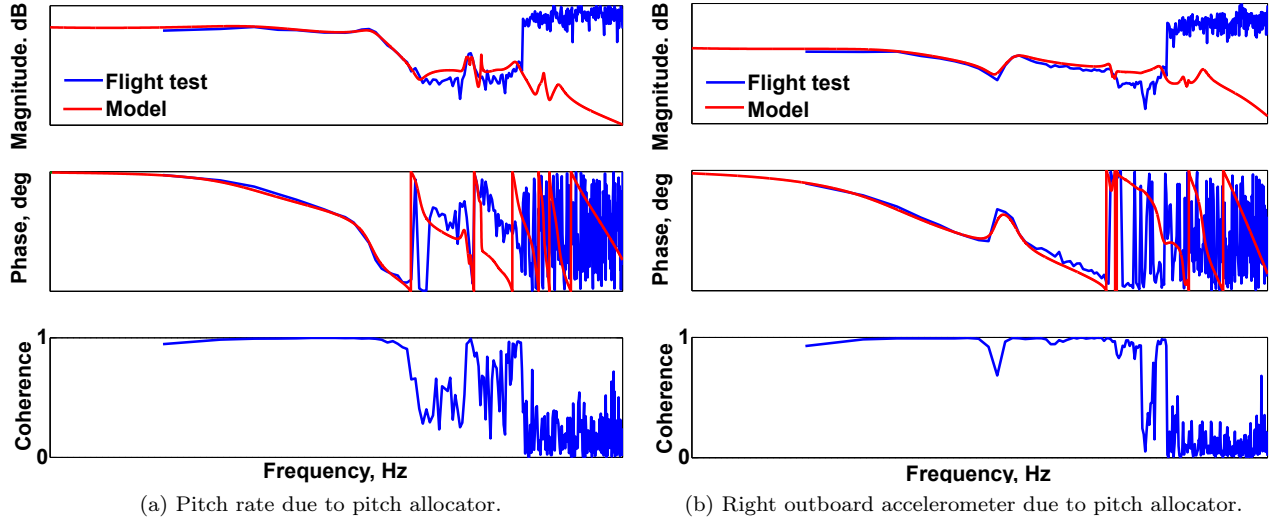 Magnitude. dB
Flight test
Model
Phase, deg
1
Coherence
0
Frequency, Hz
(a) Pitch rate due to pitch allocator.
Magnitude. dB
Flight test
Model
Phase, deg
1
Coherence
0
Frequency, Hz
(b) Right outboard accelerometer due to pitch allocator.